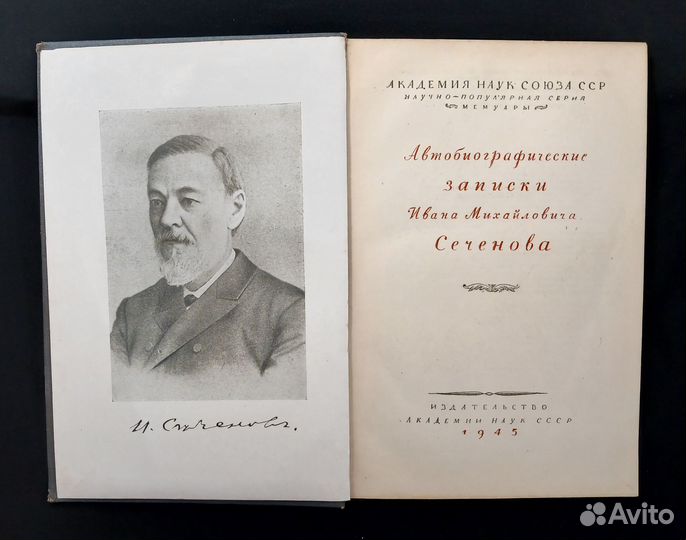 И. Сѣченовъ.
АКАДЕМИЯ НАУК СОЮЗА ССР
НАУЧНО-ПОПУЛЯРНАЯ СЕРИЯ
МЕМУАРЫ
Автобиографические
записки
Ивана Михайловича
Сеченова
ИЗДАТЕЛЬСТВО
АКАДЕМИИ НАУК СССР
1945
Avito